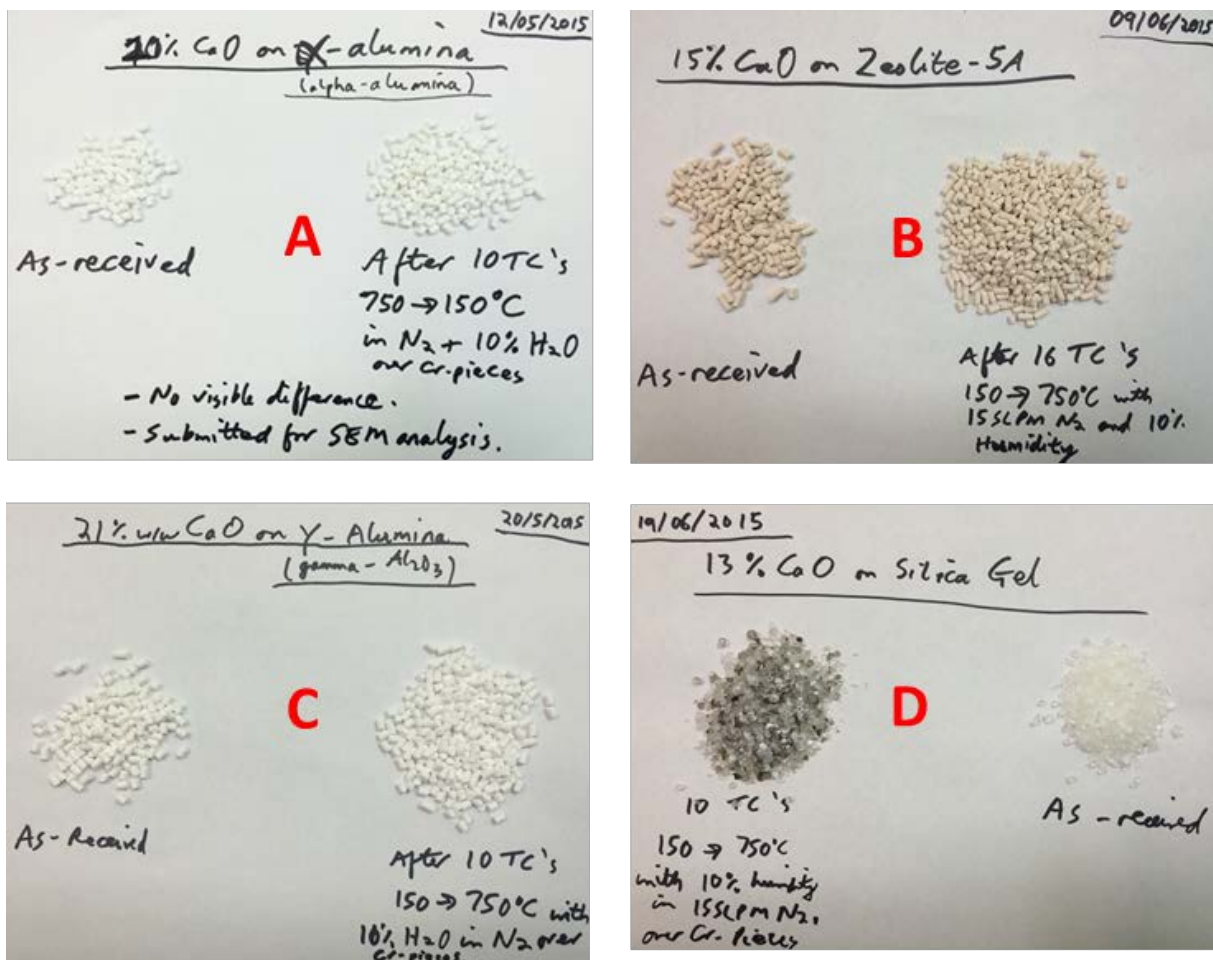 12/05/2015
20% CaO on α-alumina
(alpha-alumina)
A
As-received
After 10 TC's
750→150°C
in N2 + 10% H2O
over Cr-pieces
- No visible difference.
- Submitted for SEM analysis.
09/06/2015
15% CaO on Zeolite-5A
B
As-received
After 16 TC's
150→750°C with
15SLPM N2 and 10%
Humidity
20/5/2015
21% w/w CaO on γ-Alumina
(gamma-Al2O3)
C
As-Received
After 10 TC's
150→750°C with
10% H2O in N2 over
Cr-pieces
19/06/2015
13% CaO on Silica Gel
D
10 TC's
150→750°C
with 10% humidity
in 15SLPM N2,
over Cr-Pieces
As-received